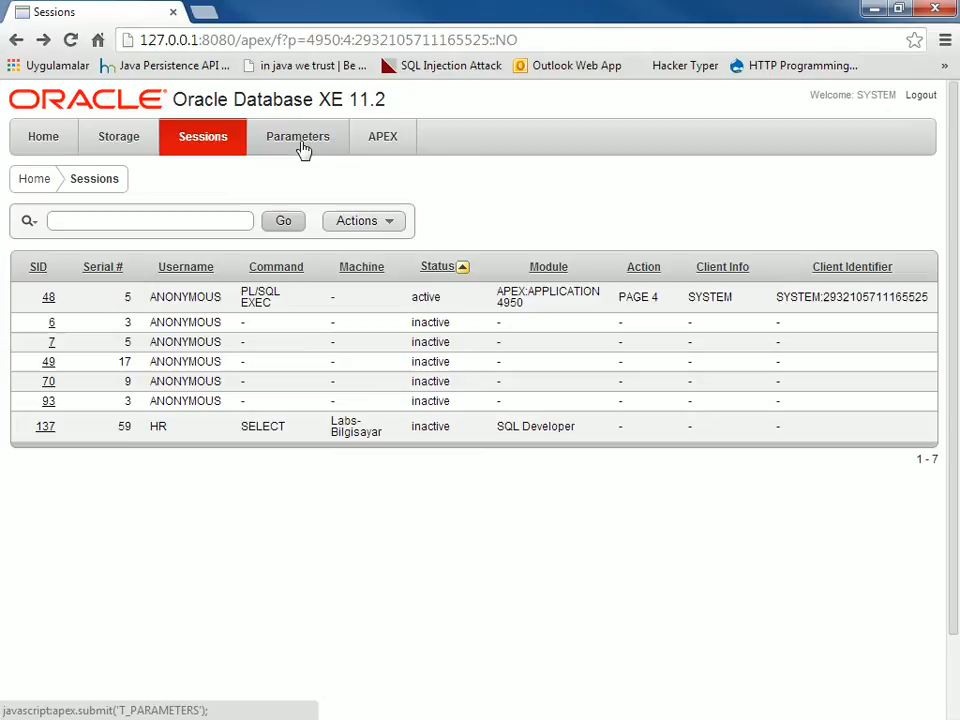 Sessions
127.0.0.1:8080/apex/f?p=4950:4:2932105711165525::NO
Uygulamalar Java Persistence API ... in java we trust | Be ... SQL Injection Attack Outlook Web App Hacker Typer HTTP Programming... »
ORACLE Oracle Database XE 11.2 Welcome: SYSTEM Logout
Home Storage Sessions Parameters APEX
Home Sessions
Go Actions
SID Serial # Username Command Machine Status Module Action Client Info Client Identifier
48 5 ANONYMOUS PL/SQL EXEC - active APEX:APPLICATION 4950 PAGE 4 SYSTEM SYSTEM:2932105711165525
6 3 ANONYMOUS - - inactive - - - -
7 5 ANONYMOUS - - inactive - - - -
49 17 ANONYMOUS - - inactive - - - -
70 9 ANONYMOUS - - inactive - - - -
93 3 ANONYMOUS - - inactive - - - -
137 59 HR SELECT Labs-Bilgisayar inactive SQL Developer - - -
1 - 7
javascript:apex.submit('T_PARAMETERS');